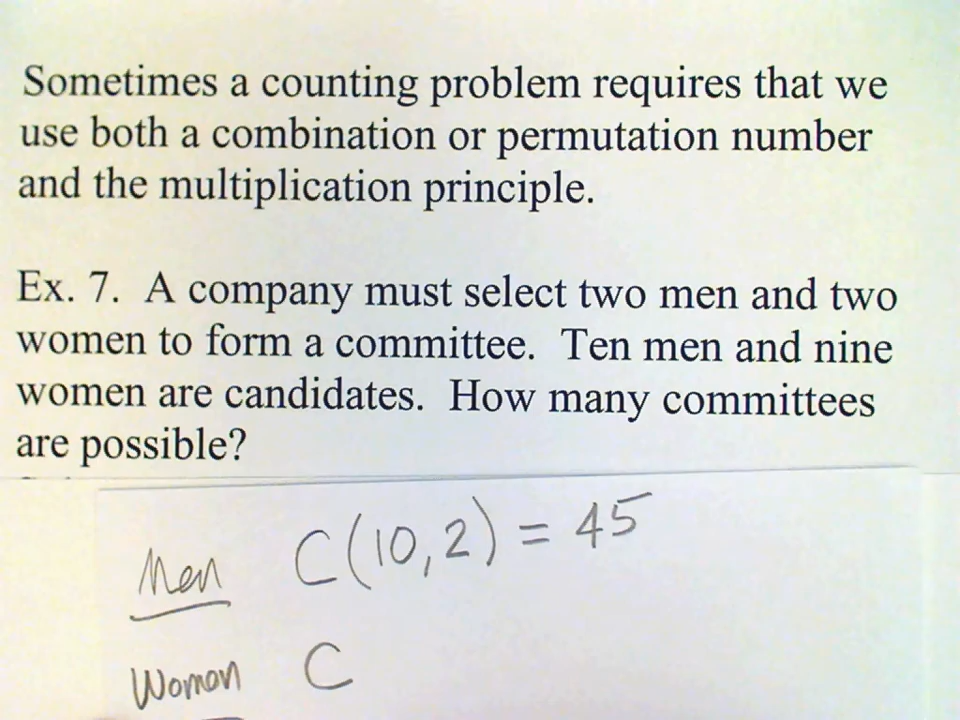 Sometimes a counting problem requires that we
use both a combination or permutation number
and the multiplication principle.
Ex. 7. A company must select two men and two
women to form a committee. Ten men and nine
women are candidates. How many committees
are possible?
Men C(10,2) = 45
Women C